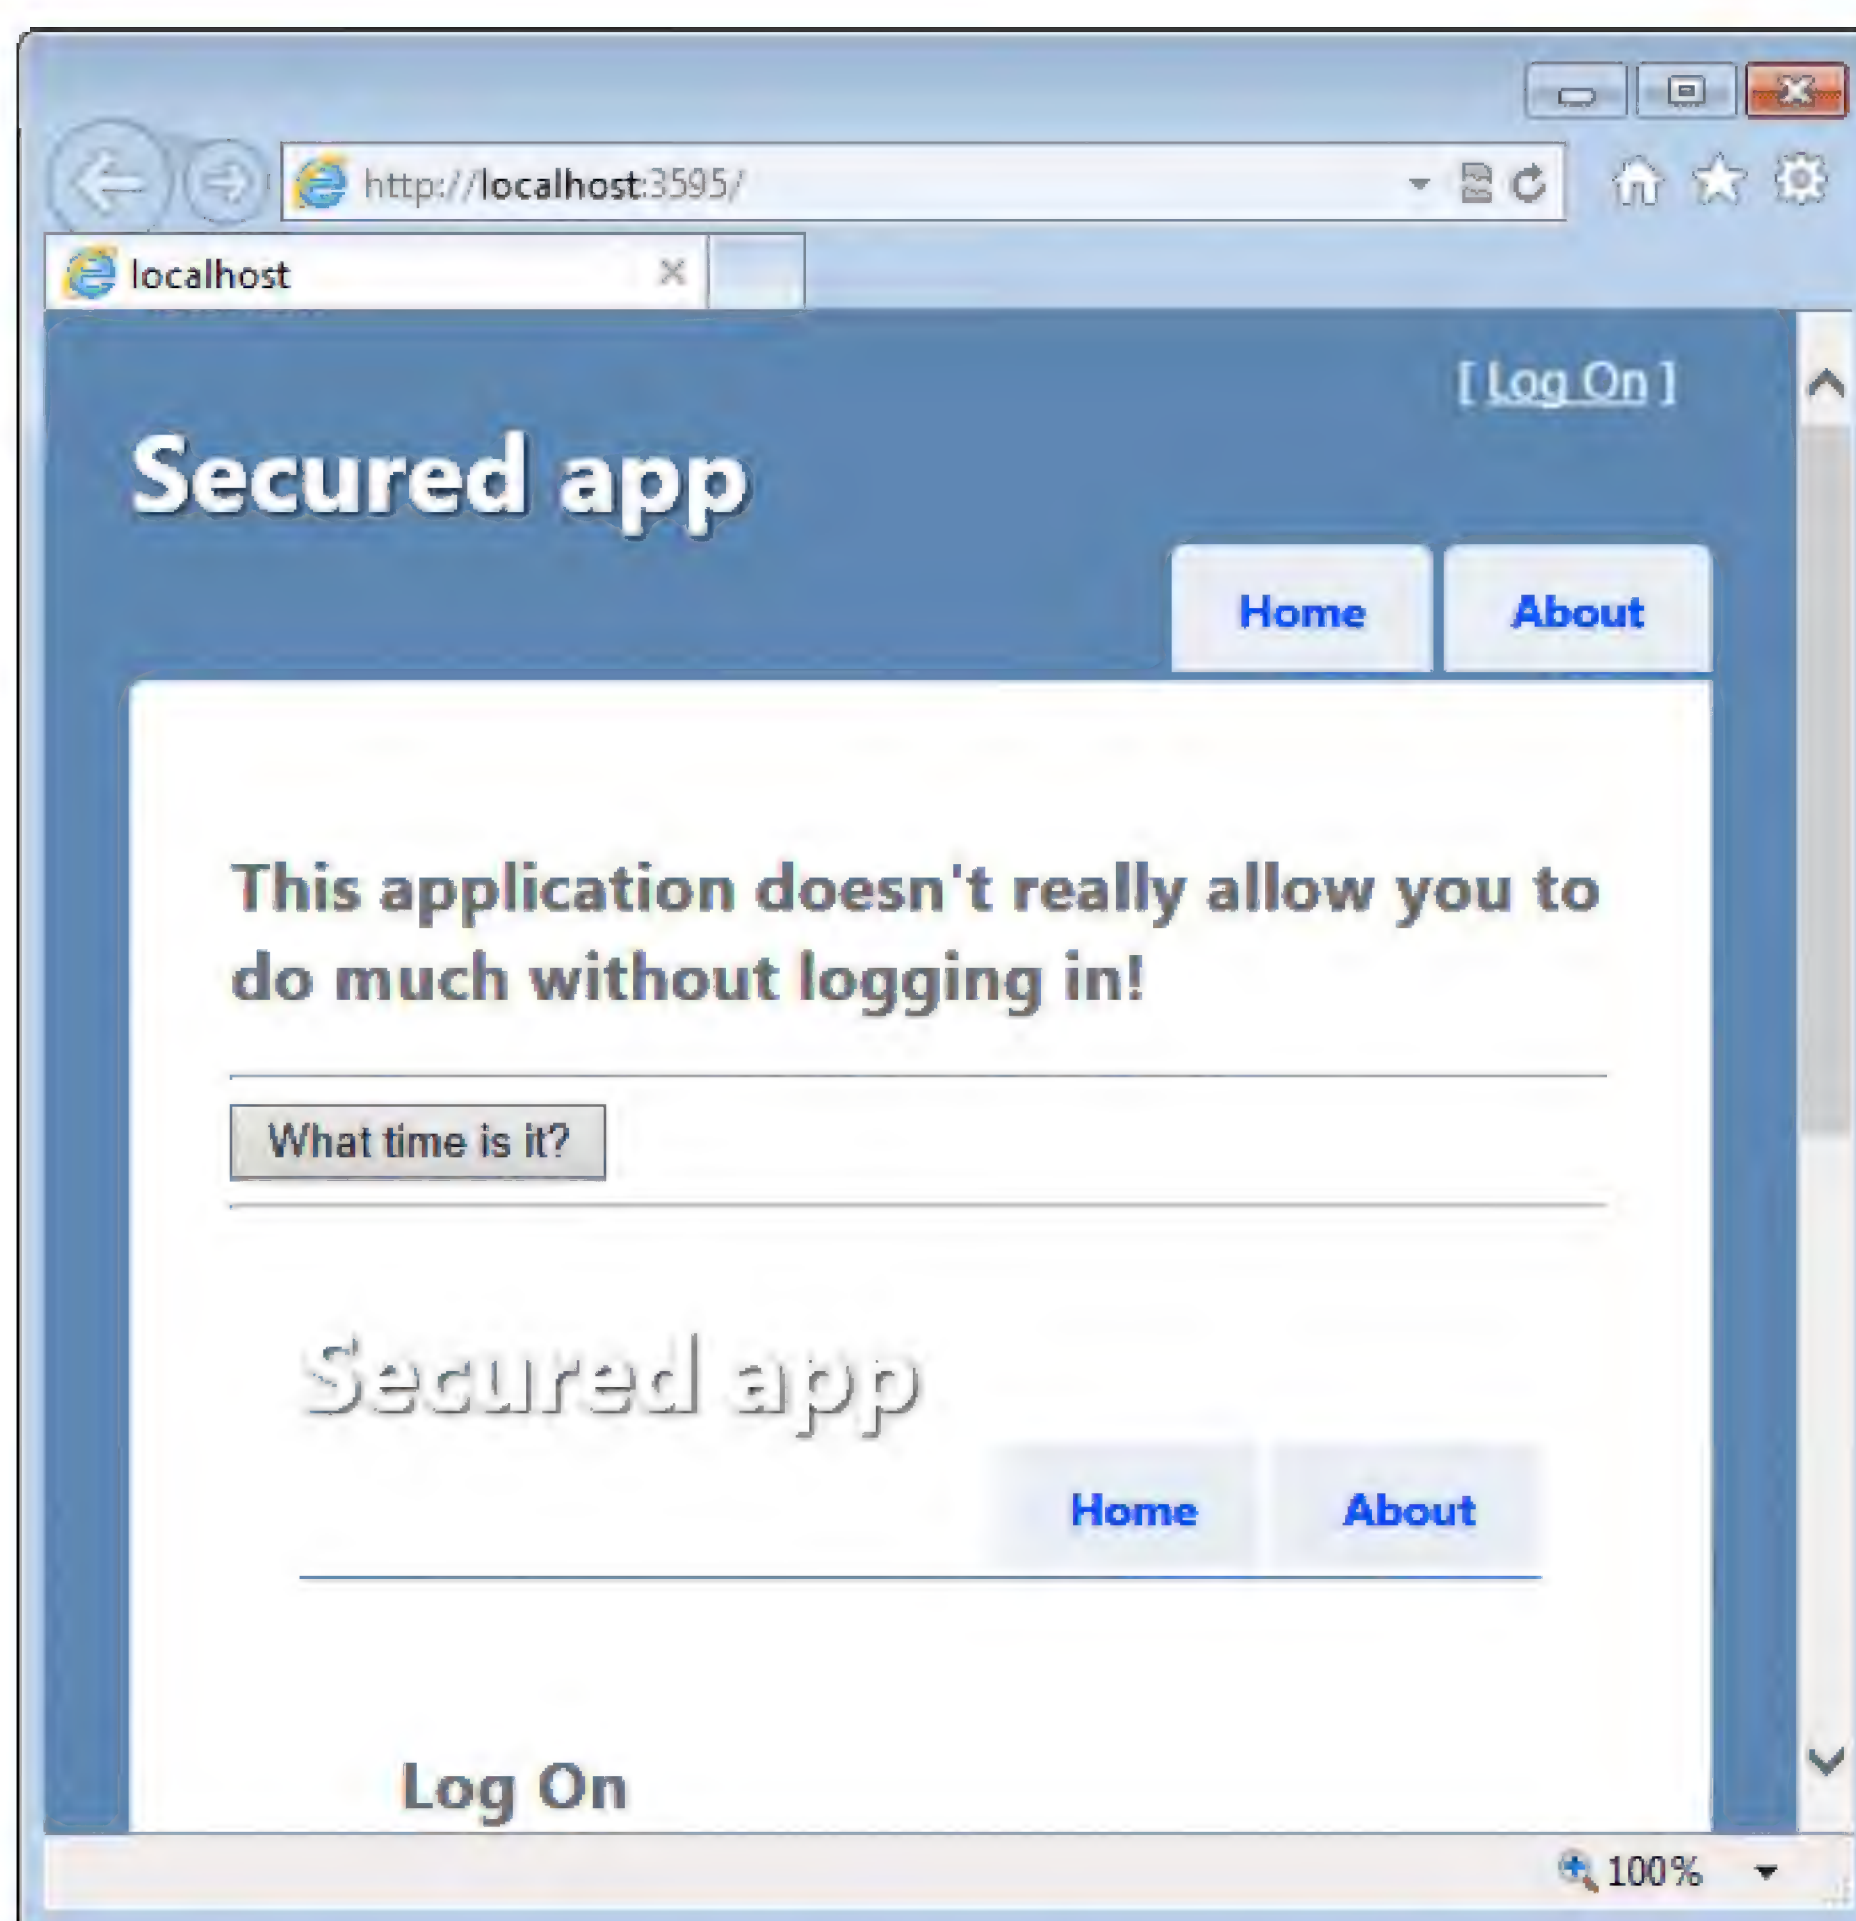 http://localhost:3595/
localhost
[ Log On ]
Secured app
Home About
This application doesn't really allow you to
do much without logging in!
What time is it?
Secured app
Home About
Log On
100%